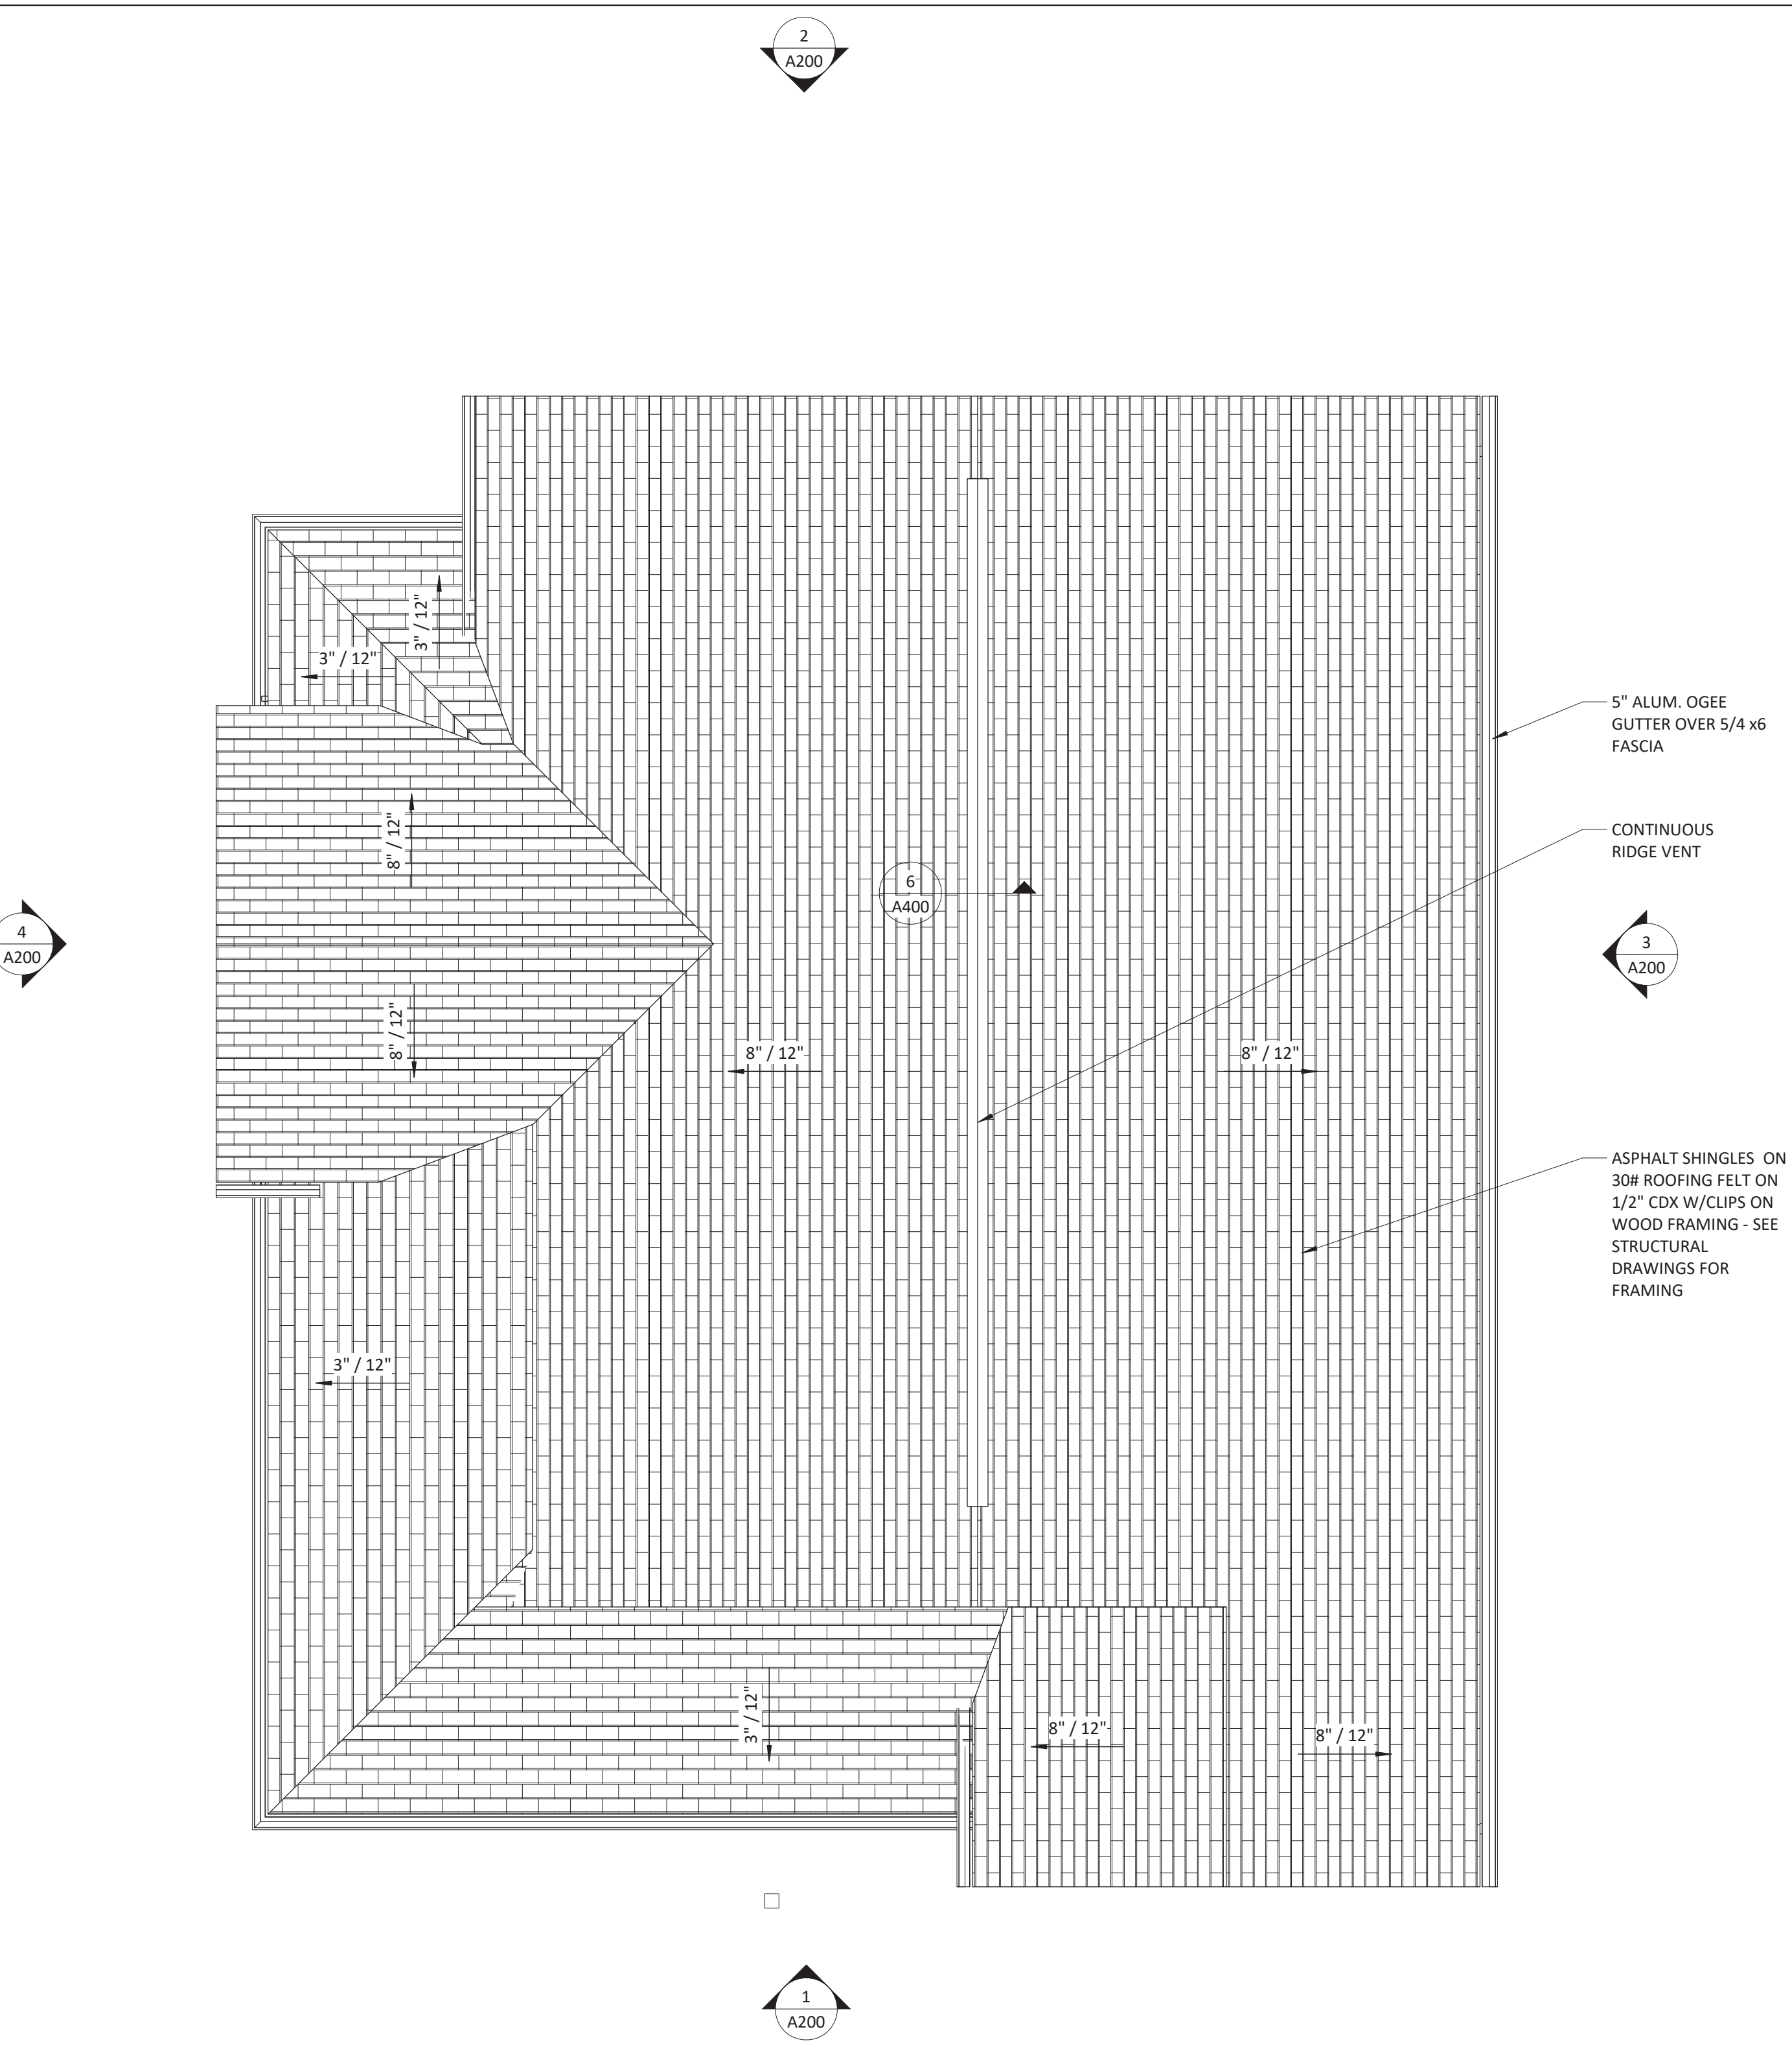 2
A200
3" / 12"
3" / 12"
5" ALUM. OGEE
GUTTER OVER 5/4 x6
FASCIA
8" / 12"
CONTINUOUS
RIDGE VENT
6
A400
4
A200
3
A200
8" / 12"
8" / 12"
8" / 12"
ASPHALT SHINGLES  ON
30# ROOFING FELT ON
1/2" CDX W/CLIPS ON
WOOD FRAMING - SEE
STRUCTURAL
DRAWINGS FOR
FRAMING
3" / 12"
3" / 12"
8" / 12"
8" / 12"
1
A200